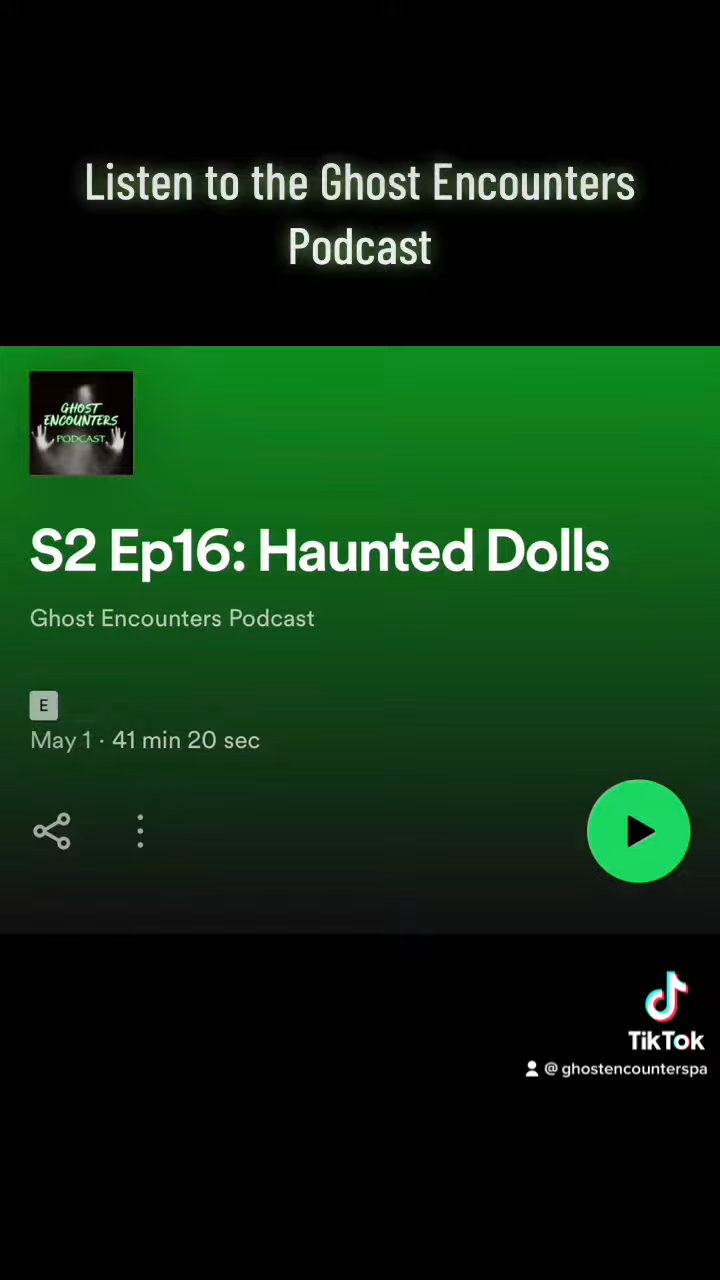 Listen to the Ghost Encounters
Podcast
GHOST
ENCOUNTERS
PODCAST
S2 Ep16: Haunted Dolls
Ghost Encounters Podcast
E
May 1 · 41 min 20 sec
TikTok
@ ghostencounterspa